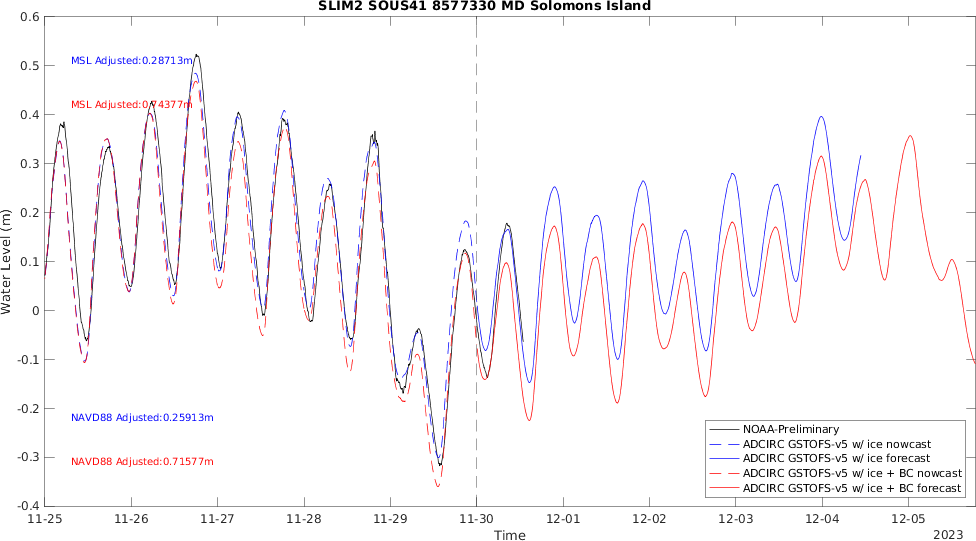 SLIM2 SOUS41 8577330 MD Solomons Island
0.6
0.5
0.4
0.3
0.2
0.1
0
-0.1
-0.2
-0.3
-0.4
Water Level (m)
MSL Adjusted:0.28713m
MSL Adjusted:0.74377m
NAVD88 Adjusted:0.25913m
NAVD88 Adjusted:0.71577m
NOAA-Preliminary
ADCIRC GSTOFS-v5 w/ ice nowcast
ADCIRC GSTOFS-v5 w/ ice forecast
ADCIRC GSTOFS-v5 w/ ice + BC nowcast
ADCIRC GSTOFS-v5 w/ ice + BC forecast
11-25 11-26 11-27 11-28 11-29 11-30 12-01 12-02 12-03 12-04 12-05
Time
2023